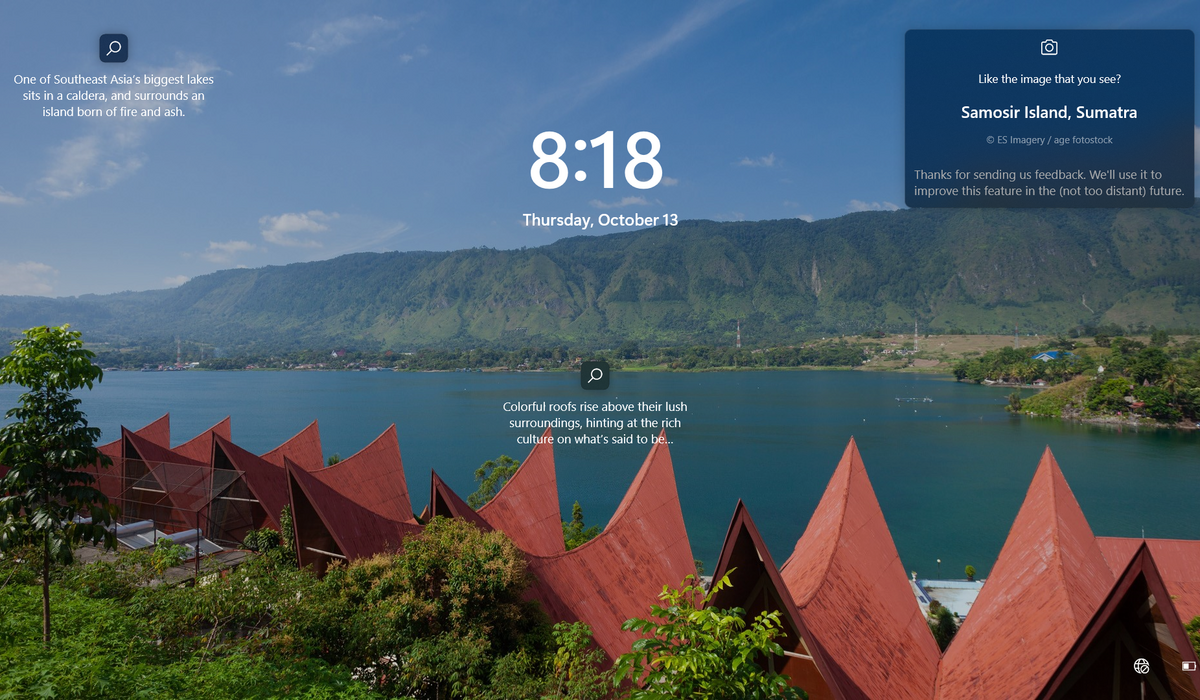 One of Southeast Asia's biggest lakes
sits in a caldera, and surrounds an
island born of fire and ash.
8:18
Thursday, October 13
Like the image that you see?
Samosir Island, Sumatra
© ES Imagery / age fotostock
Thanks for sending us feedback. We'll use it to
improve this feature in the (not too distant) future.
Colorful roofs rise above their lush
surroundings, hinting at the rich
culture on what's said to be...